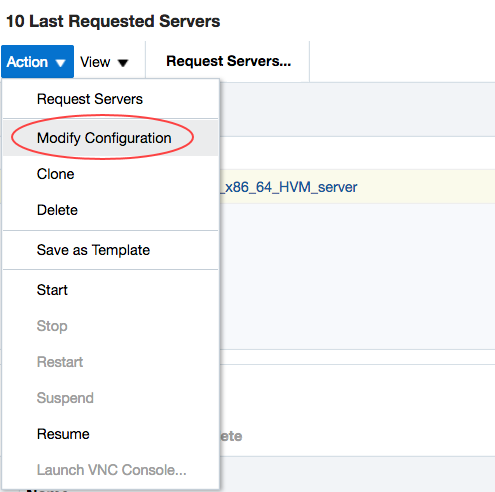 10 Last Requested Servers
Action View Request Servers...
Request Servers
Modify Configuration
Clone
_x86_64_HVM_server
Delete
Save as Template
Start
Stop
Restart
Suspend
Resume
ete
Launch VNC Console...